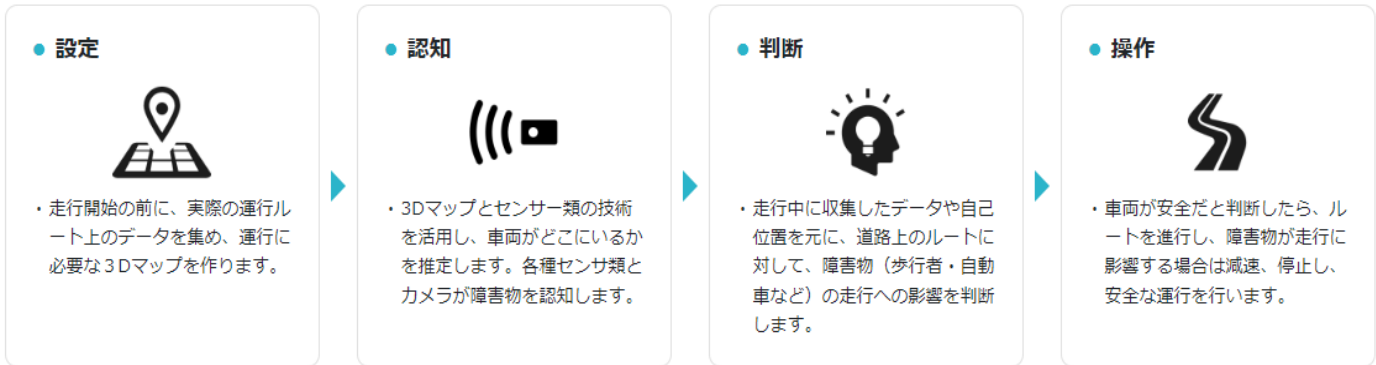 設定
・走行開始の前に、実際の運行ル
ート上のデータを集め、運行に
必要な３Dマップを作ります。
認知
・3Dマップとセンサー類の技術
を活用し、車両がどこにいるか
を推定します。各種センサ類と
カメラが障害物を認知します。
判断
・走行中に収集したデータや自己
位置を元に、道路上のルートに
対して、障害物（歩行者・自動
車など）の走行への影響を判断
します。
操作
・車両が安全だと判断したら、ル
ートを進行し、障害物が走行に
影響する場合は減速、停止し、
安全な運行を行います。